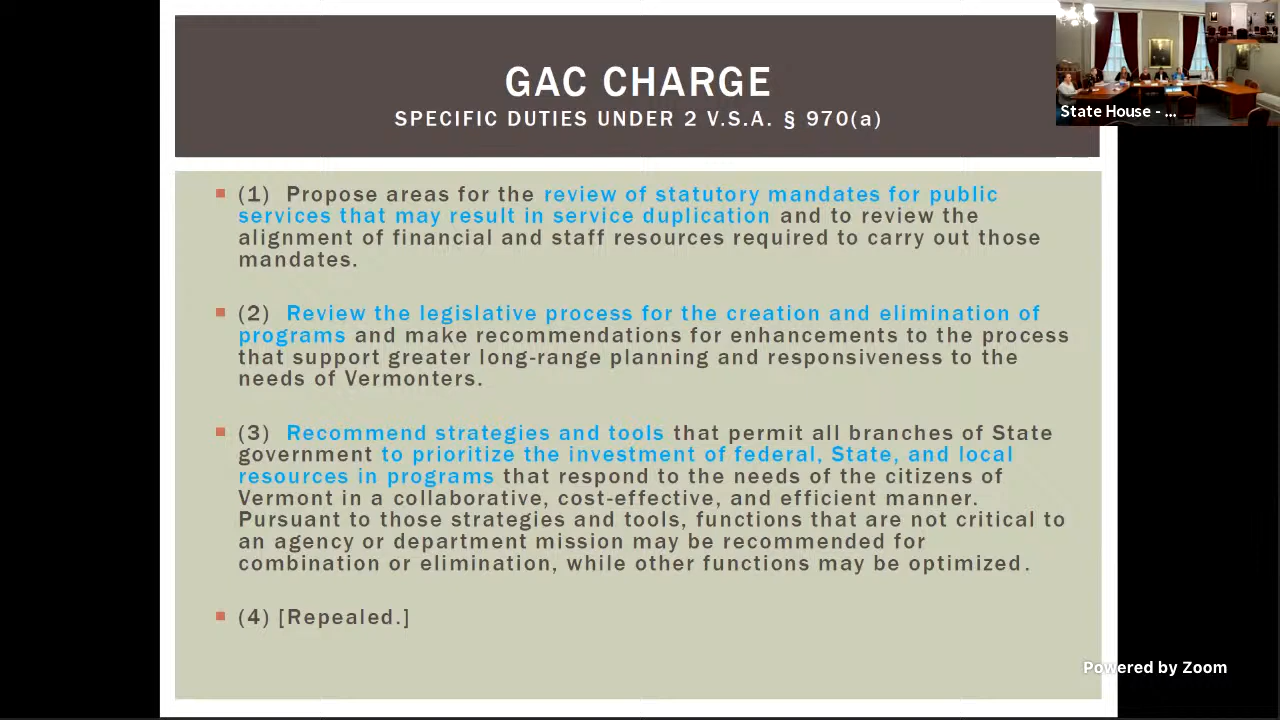 GAC CHARGE
SPECIFIC DUTIES UNDER 2 V.S.A. § 970(a)
State House - ...
(1) Propose areas for the review of statutory mandates for public
services that may result in service duplication and to review the
alignment of financial and staff resources required to carry out those
mandates.
(2) Review the legislative process for the creation and elimination of
programs and make recommendations for enhancements to the process
that support greater long-range planning and responsiveness to the
needs of Vermonters.
(3) Recommend strategies and tools that permit all branches of State
government to prioritize the investment of federal, State, and local
resources in programs that respond to the needs of the citizens of
Vermont in a collaborative, cost-effective, and efficient manner.
Pursuant to those strategies and tools, functions that are not critical to
an agency or department mission may be recommended for
combination or elimination, while other functions may be optimized.
(4) [Repealed.]
Powered by Zoom